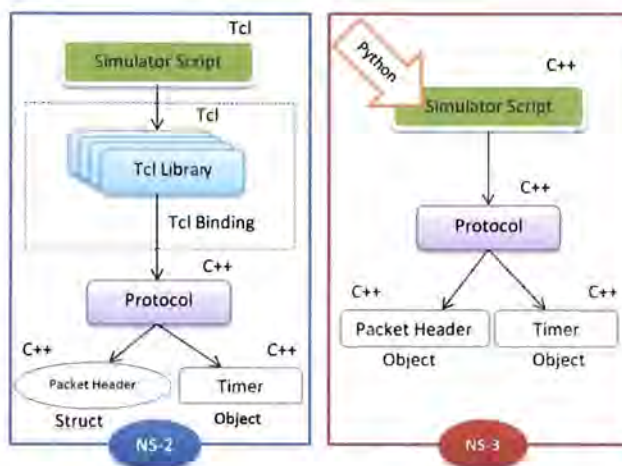 Tcl
Simulator Script
Tcl
Tcl Library
Tcl Binding
C++
Protocol
C++
C++
Packet Header
Timer
Struct
Object
NS-2
Python
C++
Simulator Script
C++
Protocol
C++
C++
Packet Header
Timer
Object
Object
NS-3